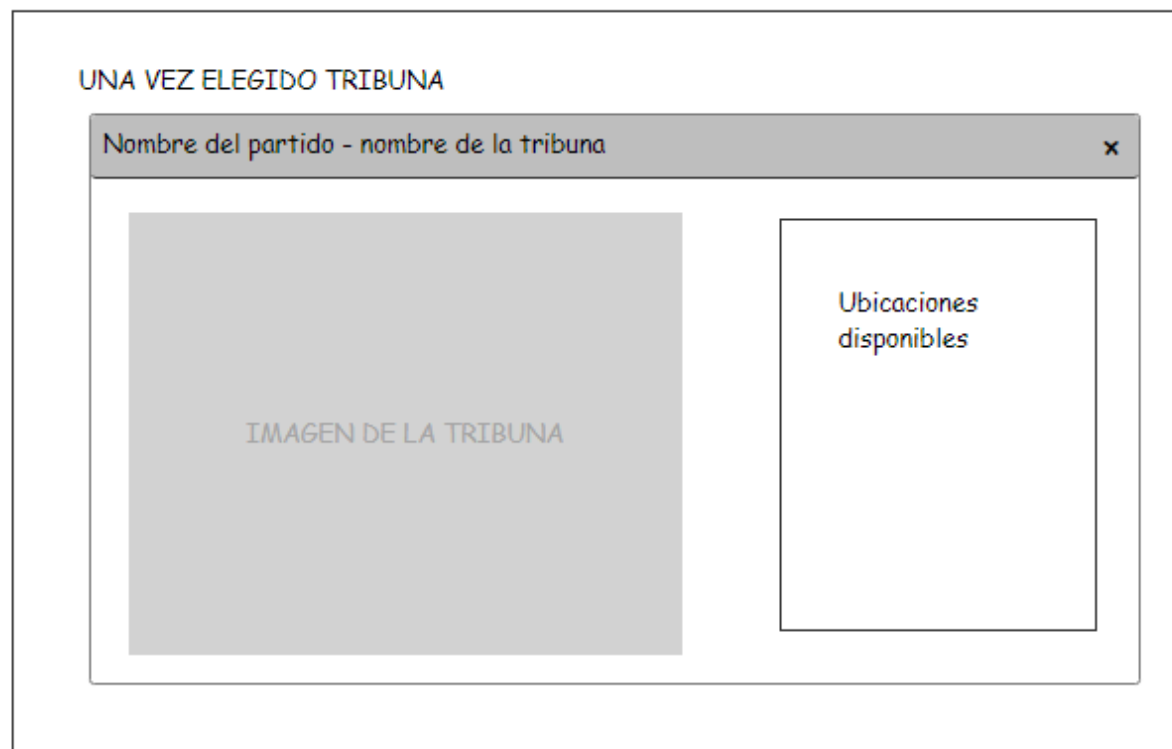 UNA VEZ ELEGIDO TRIBUNA
Nombre del partido - nombre de la tribuna ×
IMAGEN DE LA TRIBUNA
Ubicaciones
disponibles